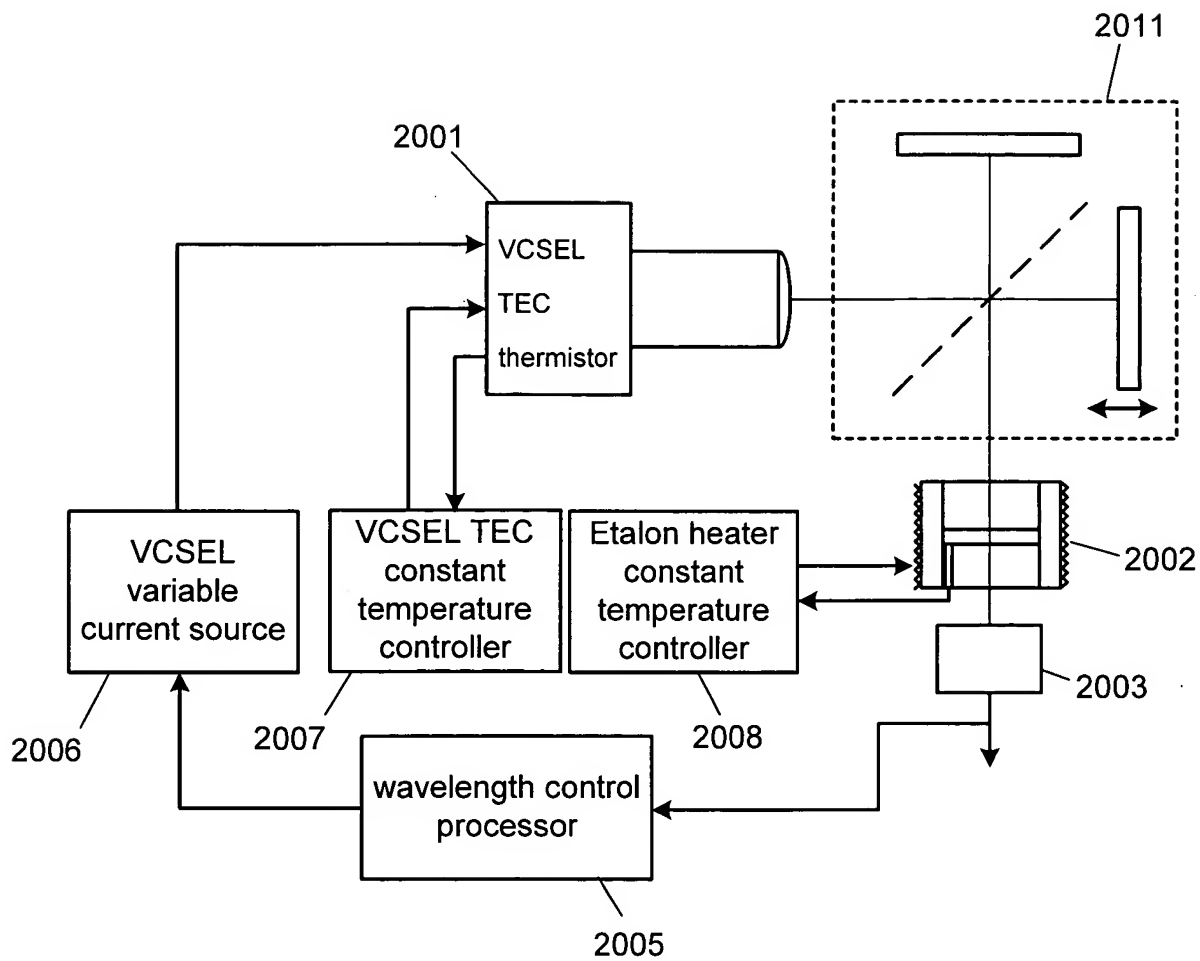 2011
2001
VCSEL
TEC
thermistor
VCSEL
variable
current source
VCSEL TEC
constant
temperature
controller
Etalon heater
constant
temperature
controller
2002
2003
2006
2007
2008
wavelength control
processor
2005